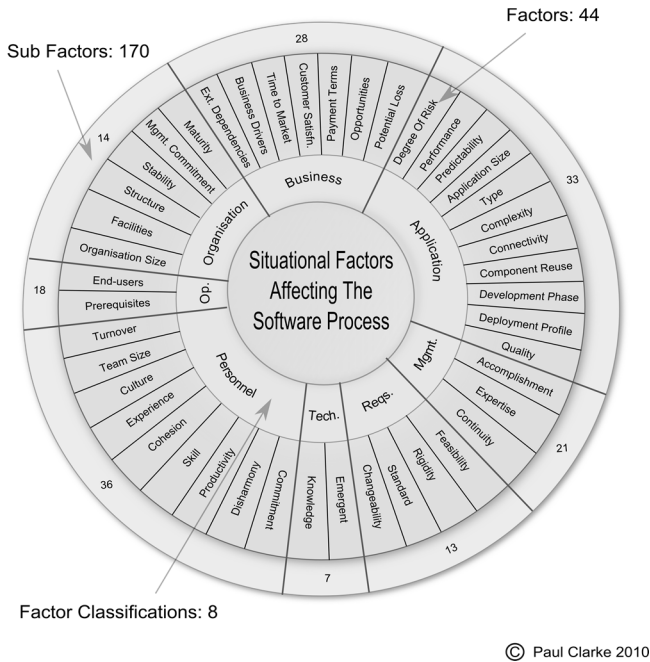 Factors: 44
Sub Factors: 170
Situational Factors
Affecting The
Software Process
Business
Application
Mgmt.
Reqs.
Tech.
Personnel
Op.
Organisation
28
Ext. Dependencies
Business Drivers
Time to Market
Customer Satisfn.
Payment Terms
Opportunities
Potential Loss
33
Degree Of Risk
Performance
Predictability
Application Size
Type
Complexity
Connectivity
Component Reuse
Development Phase
Deployment Profile
Quality
21
Accomplishment
Expertise
Continuity
13
Feasibility
Rigidity
Standard
Changeability
7
Emergent
Knowledge
36
Commitment
Disharmony
Productivity
Skill
Cohesion
Experience
Culture
Team Size
Turnover
18
Prerequisites
End-users
14
Organisation Size
Facilities
Structure
Stability
Mgmt. Commitment
Maturity
Factor Classifications: 8
© Paul Clarke 2010